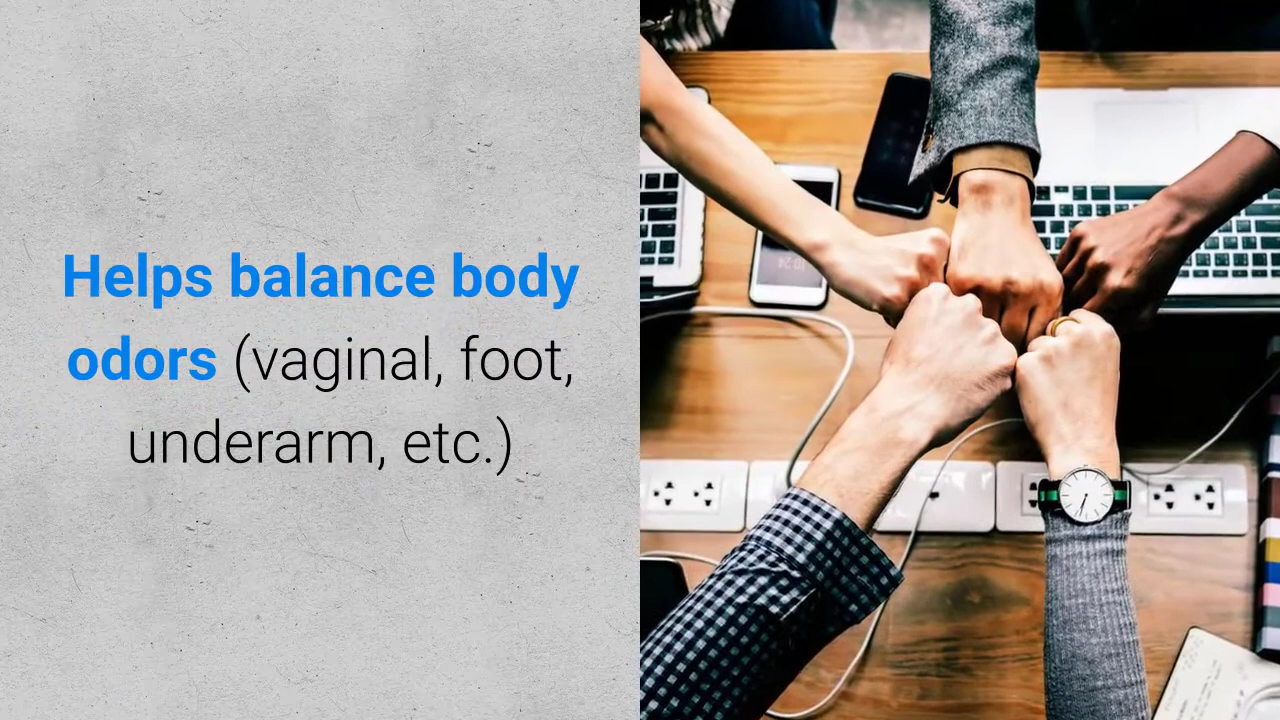 Helps balance body
odors (vaginal, foot,
underarm, etc.)